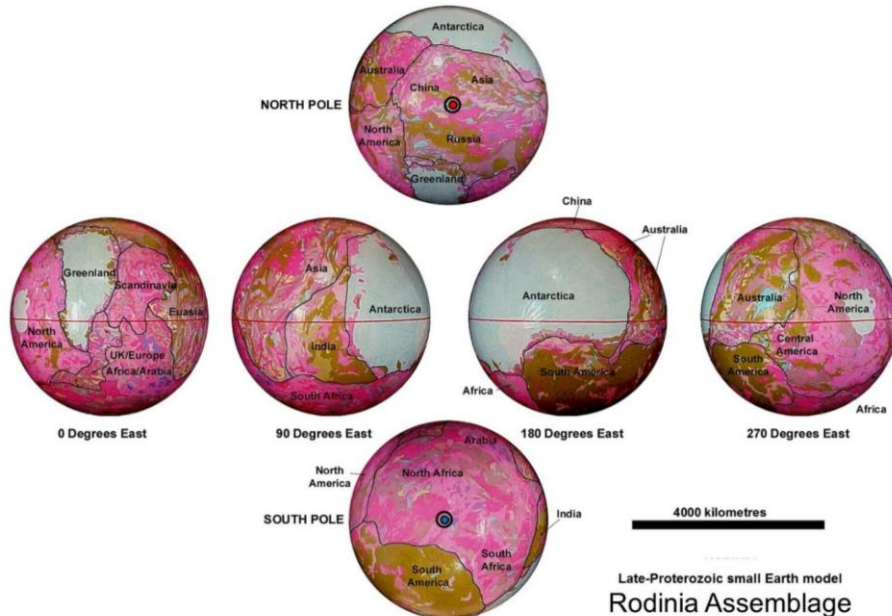 Antarctica
Australia
Asia
China
NORTH POLE
North
America
Russia
Greenland
China
Australia
Greenland
Scandinavia
Asia
Antarctica
Antarctica
Australia
North
America
Euasia
North
America
India
Central
America
UK/Europe
Africa/Arabia
South America
South
America
South Africa
Africa
Africa
0 Degrees East
90 Degrees East
180 Degrees East
270 Degrees East
Arabia
North
America
North Africa
India
SOUTH POLE
South
Africa
South
America
4000 kilometres
Late-Proterozoic small Earth model
Rodinia Assemblage